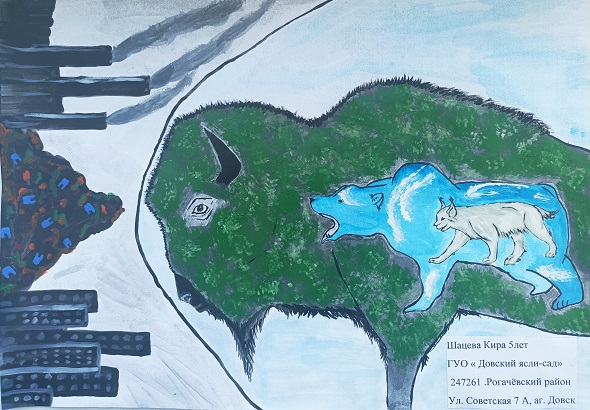 Шацева Кира 5лет
ГУО « Довский ясли-сад»
247261 .Рогачёвский район
Ул. Советская 7 А, аг. Довск